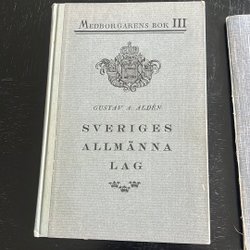 MEDBORGARENS BOK III
GUSTAV A. ALDÉN
SVERIGES
ALLMÄNNA
LAG